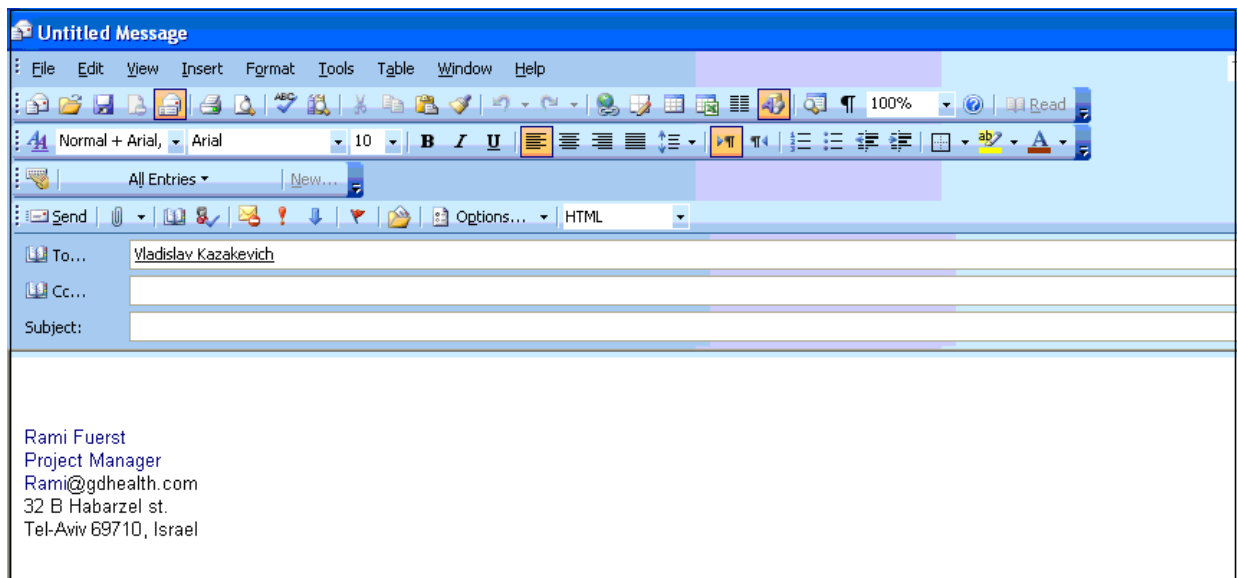 Untitled Message
File Edit View Insert Format Tools Table Window Help
100% Read
Normal + Arial, Arial 10 B I U
All Entries New...
Send Options... HTML
To... Vladislav Kazakevich
Cc...
Subject:
Rami Fuerst
Project Manager
Rami@gdhealth.com
32 B Habarzel st.
Tel-Aviv 69710, Israel